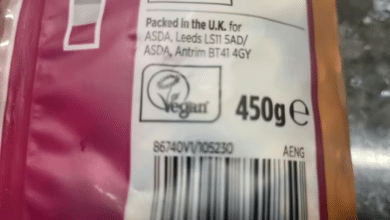 Packed in the U.K. for
ASDA, Leeds LS11 5AD/
ASDA, Antrim BT41 4GY
Vegan
450g e
86740V1/105230
AENG